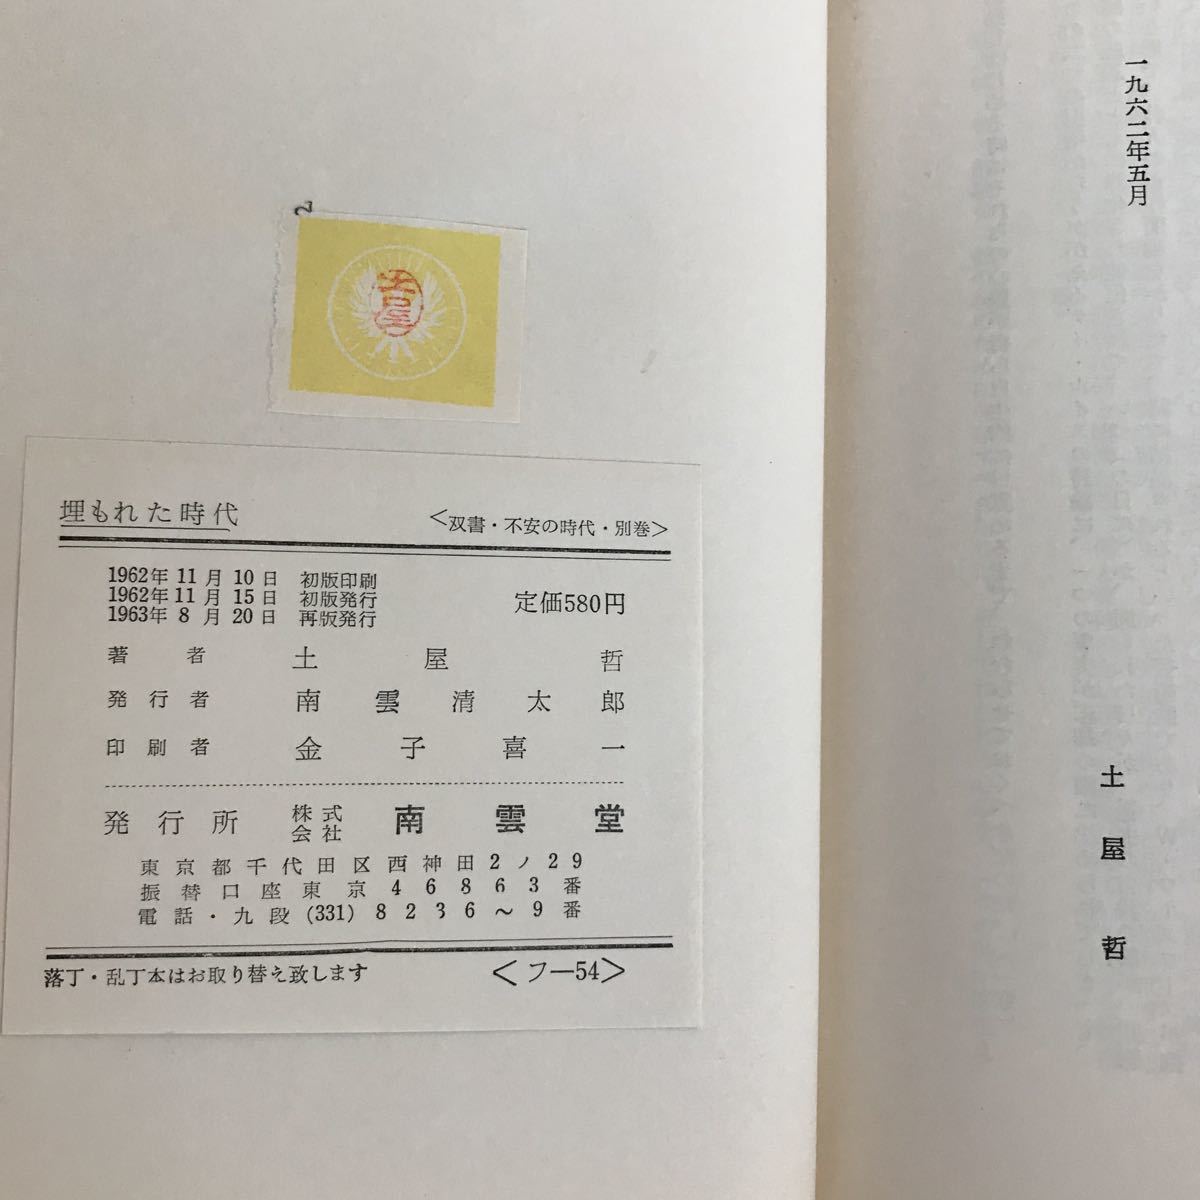 一九六二年五月
土屋哲
2
土屋
埋もれた時代
<双書・不安の時代・別巻>
1962年 11月 10日 初版印刷
1962年 11月 15日 初版発行
1963年 8月 20日 再版発行
定価580円
著者 土屋哲
発行者 南雲清太郎
印刷者 金子喜一
発行所 株式会社 南雲堂
東京都千代田区西神田2ノ29
振替口座東京46863番
電話・九段(331)8236〜9番
落丁・乱丁本はお取り替え致します
<フー54>